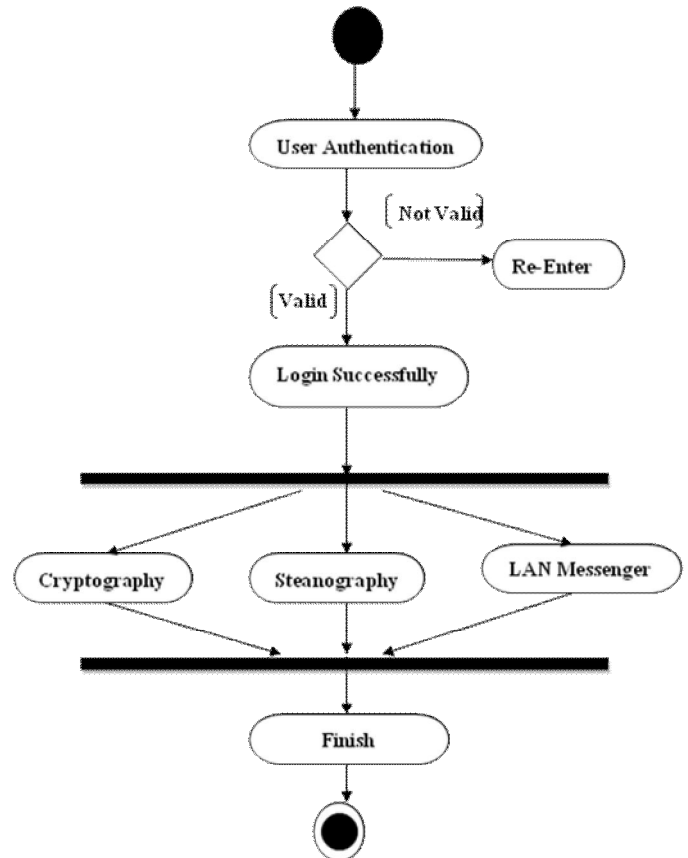 User Authentication
[ Not Valid]
Re-Enter
[Valid ]
Login Successfully
Cryptography
Steanography
LAN Messenger
Finish